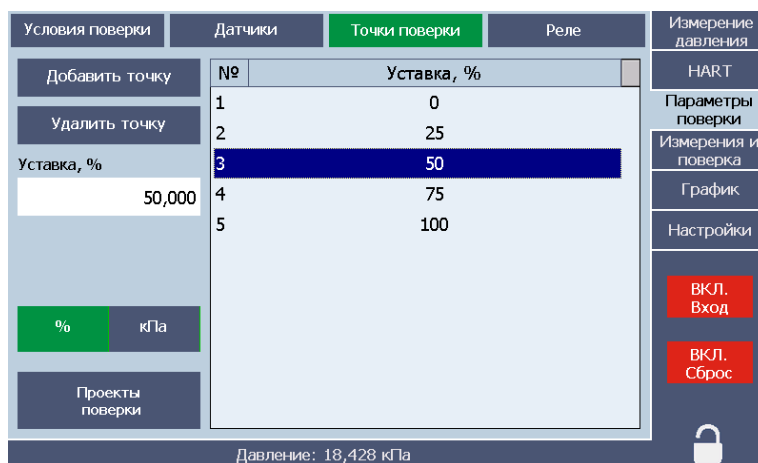 Условия поверки
Датчики
Точки поверки
Реле
Измерение
давления
Добавить точку
Удалить точку
Уставка, %
50,000
%
кПа
Проекты
поверки
№ Уставка, %
1 0
2 25
3 50
4 75
5 100
HART
Параметры
поверки
Измерения и
поверка
График
Настройки
ВКЛ.
Вход
ВКЛ.
Сброс
Давление: 18,428 кПа